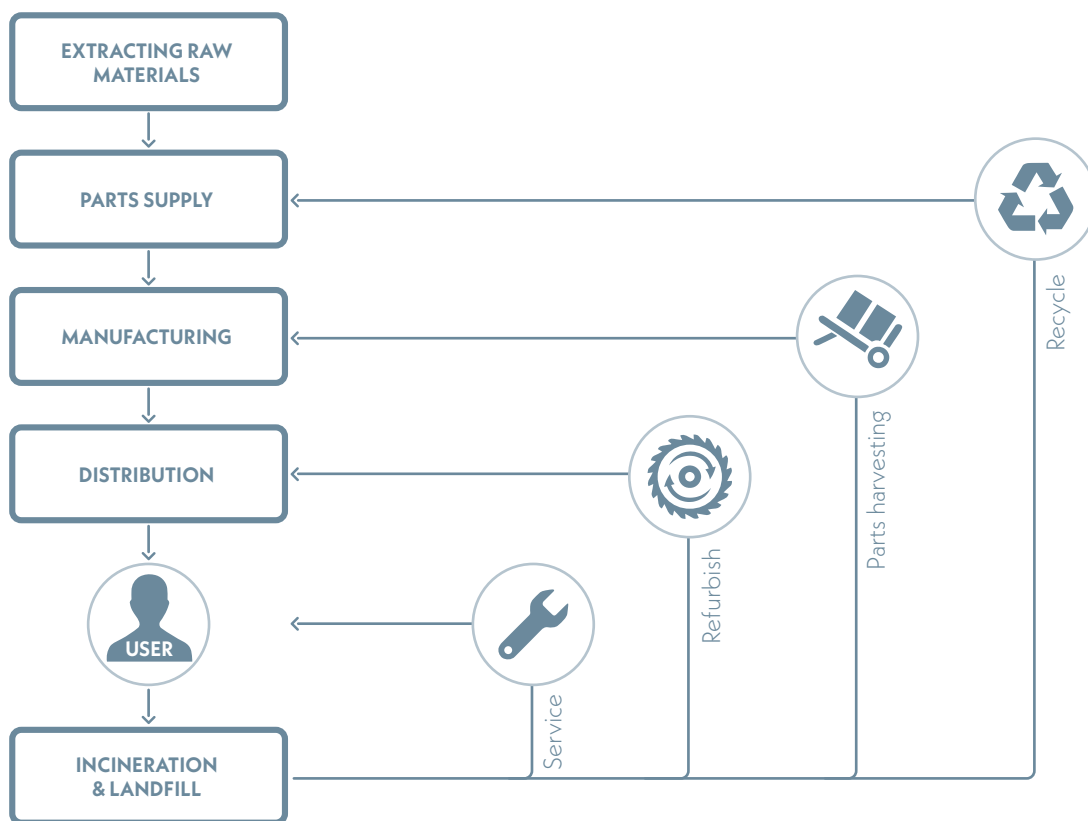 EXTRACTING RAW
MATERIALS
PARTS SUPPLY
Recycle
MANUFACTURING
Parts harvesting
DISTRIBUTION
Refurbish
USER
Service
INCINERATION
& LANDFILL